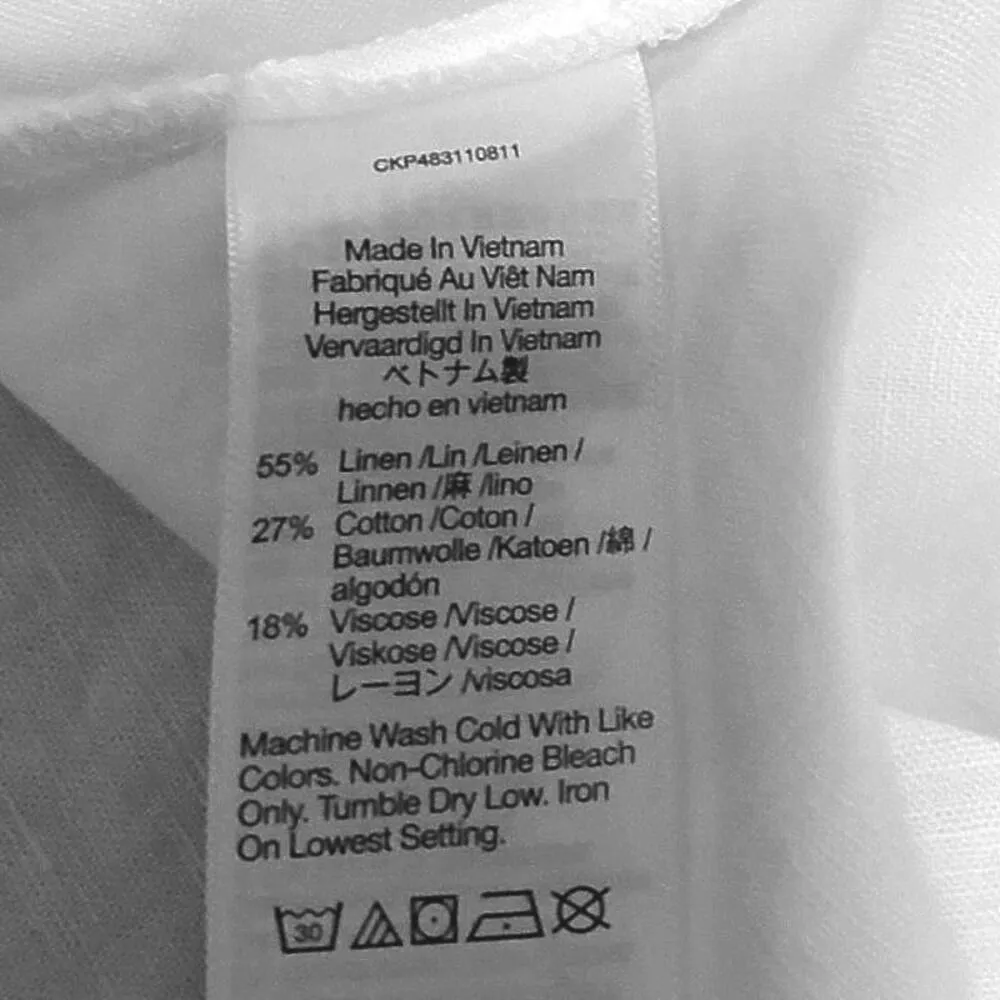 CKP483110811
Made In Vietnam
Fabriqué Au Viêt Nam
Hergestellt In Vietnam
Vervaardigd In Vietnam
ベトナム製
hecho en vietnam
55% Linen /Lin /Leinen /
Linnen /麻 /lino
27% Cotton /Coton /
Baumwolle /Katoen /綿 /
algodón
18% Viscose /Viscose /
Viskose /Viscose /
レーヨン /viscosa
Machine Wash Cold With Like
Colors. Non-Chlorine Bleach
Only. Tumble Dry Low. Iron
On Lowest Setting.
30